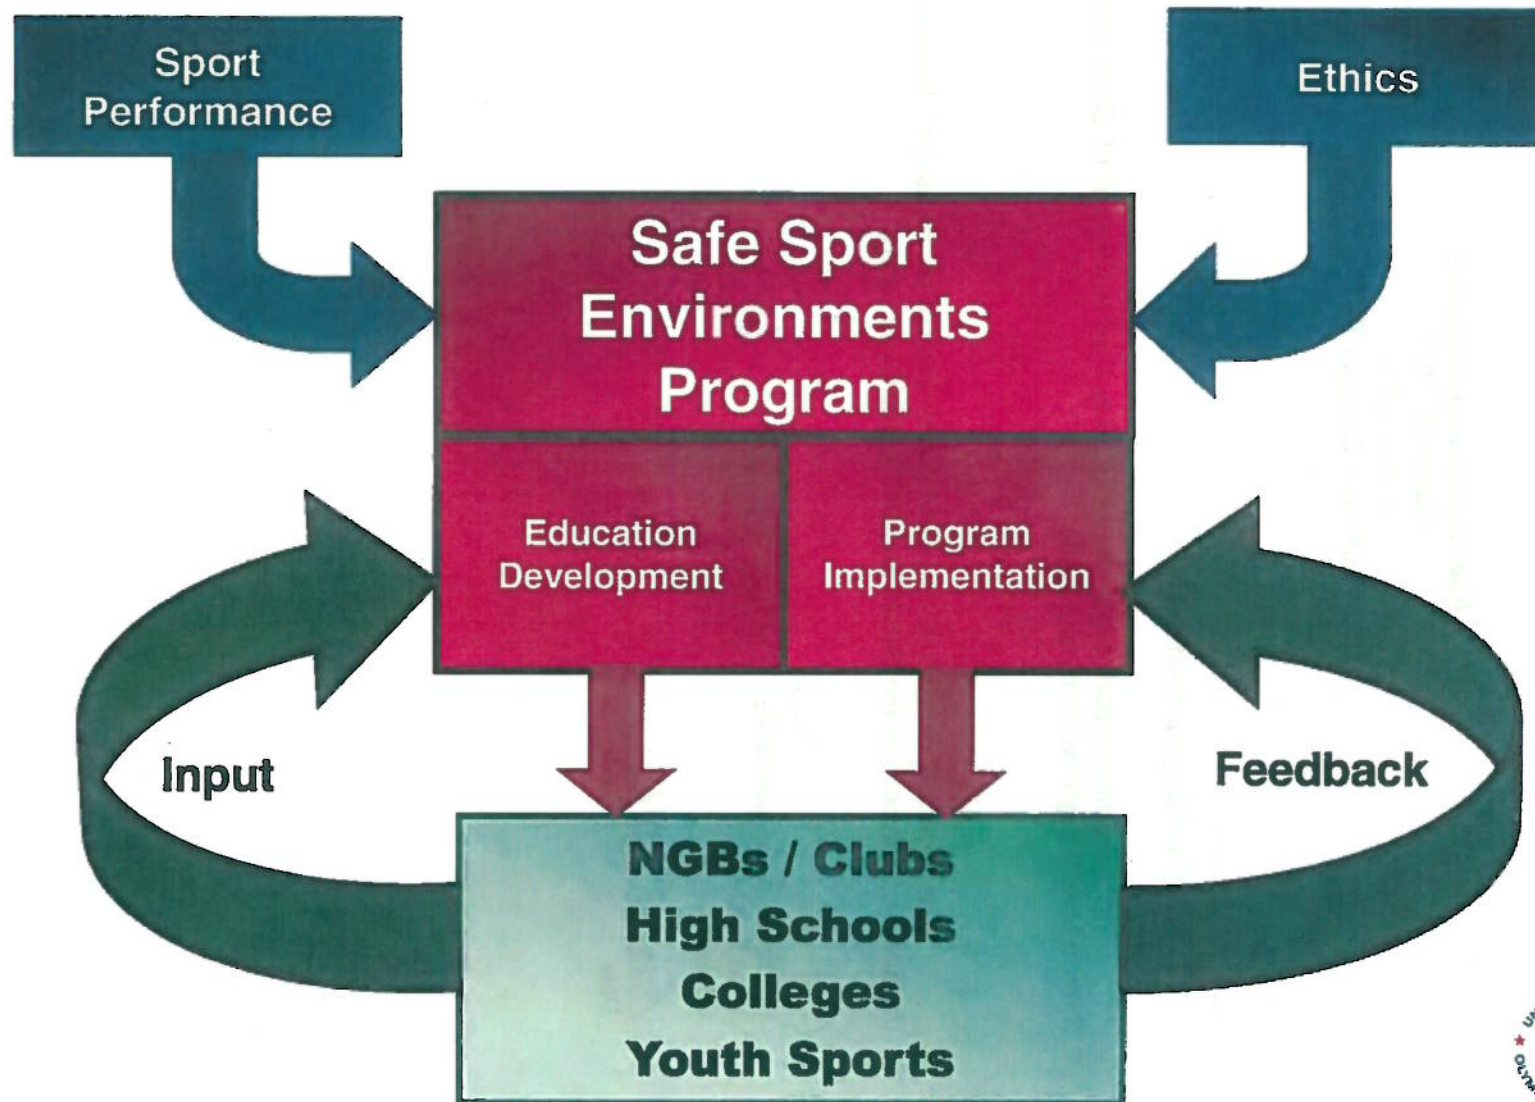 Sport
Performance
Ethics
Safe Sport
Environments
Program
Education
Development
Program
Implementation
Input
Feedback
NGBs / Clubs
High Schools
Colleges
Youth Sports